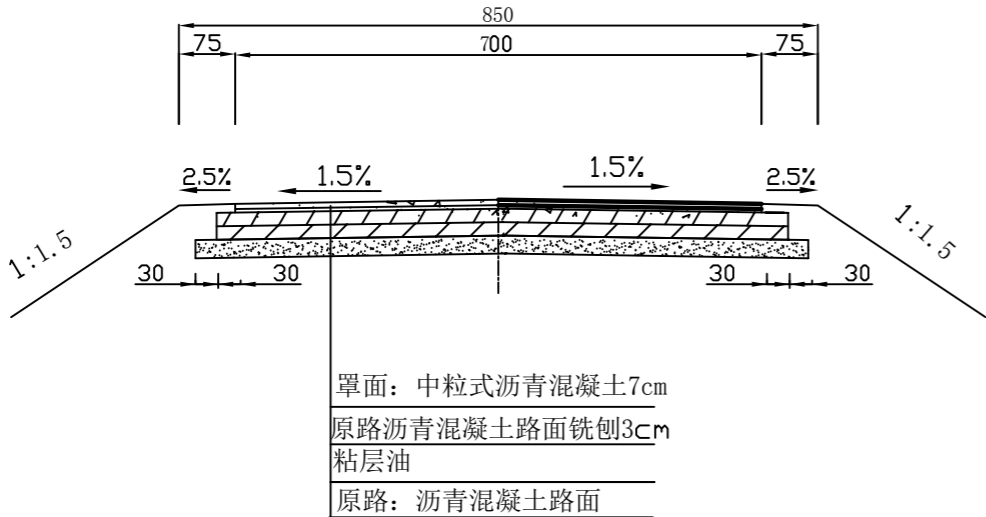 850
75 700 75
2.5% 1.5% 1.5% 2.5%
1:1.5 1:1.5
30 30 30 30
罩面：中粒式沥青混凝土7cm
原路沥青混凝土路面铣刨3cm
粘层油
原路：沥青混凝土路面